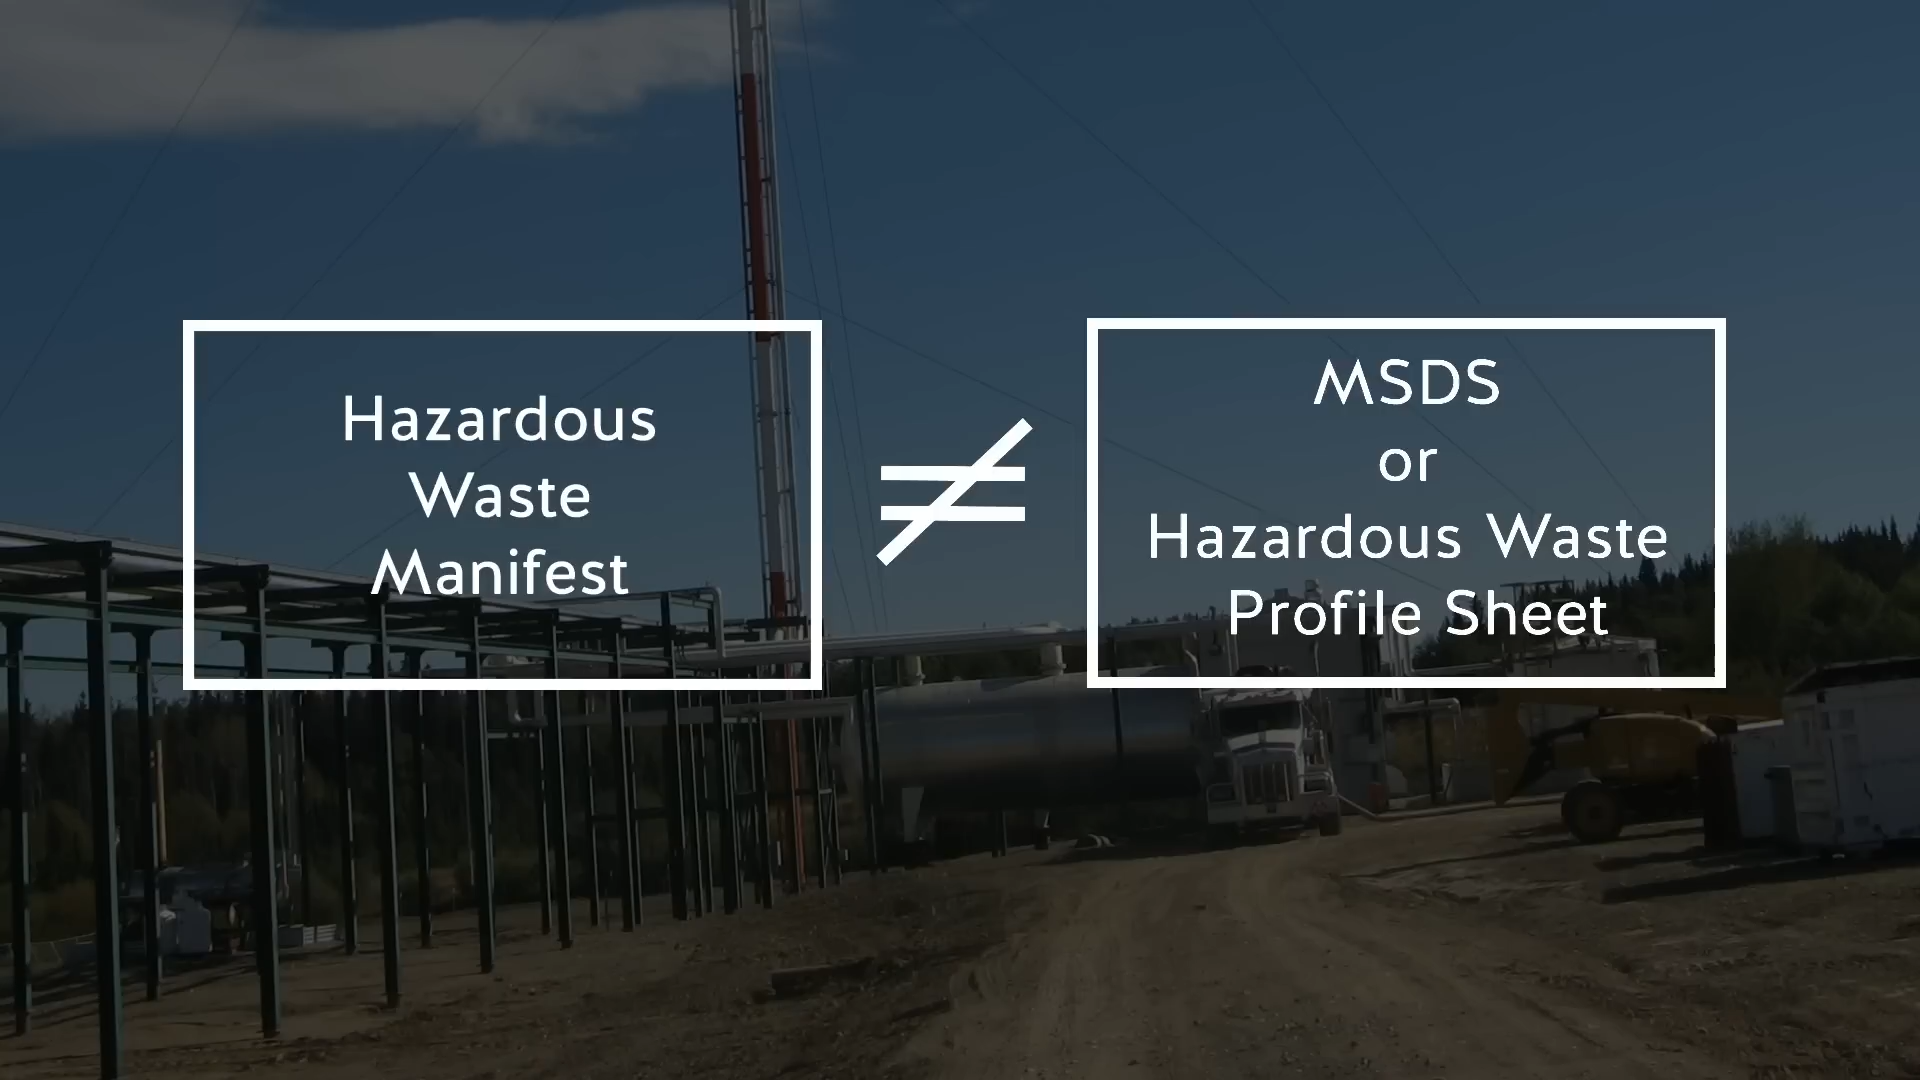 Hazardous
Waste
Manifest
≠
MSDS
or
Hazardous Waste
Profile Sheet